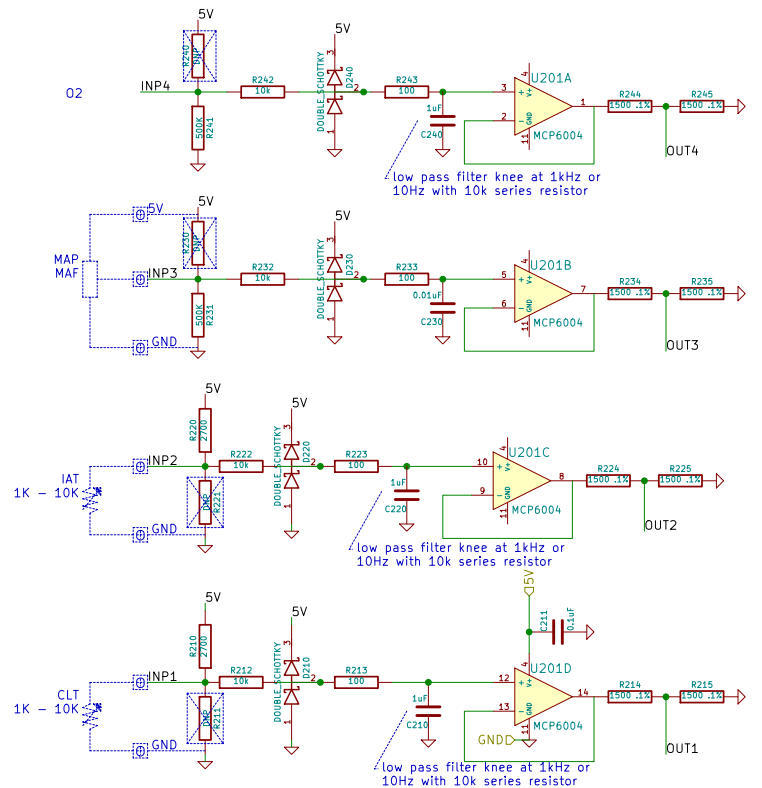 5V
R240
DNP
O2
INP4
500K
R241
R242
10k
5V
DOUBLE_SCHOTTKY
D240
3
2
1
R243
100
1uF
C240
3
2
4
V+
GND
11
U201A
1
MCP6004
R244
1500 .1%
R245
1500 .1%
OUT4
low pass filter knee at 1kHz or
10Hz with 10k series resistor
5V
5V
R230
DNP
MAP
MAF
INP3
500K
R231
GND
R232
10k
5V
DOUBLE_SCHOTTKY
D230
3
2
1
R233
100
0.01uF
C230
5
6
4
V+
GND
11
U201B
7
MCP6004
R234
1500 .1%
R235
1500 .1%
OUT3
5V
R220
2700
IAT
1K - 10K
INP2
DNP
R221
GND
R222
10k
5V
DOUBLE_SCHOTTKY
D220
3
2
1
R223
100
1uF
C220
10
9
4
V+
GND
11
U201C
8
MCP6004
R224
1500 .1%
R225
1500 .1%
OUT2
low pass filter knee at 1kHz or
10Hz with 10k series resistor
5V
C211
0.1uF
5V
R210
2700
CLT
1K - 10K
INP1
DNP
R211
GND
R212
10k
5V
DOUBLE_SCHOTTKY
D210
3
2
1
R213
100
1uF
C210
12
13
4
V+
GND
11
U201D
14
MCP6004
GND
R214
1500 .1%
R215
1500 .1%
OUT1
low pass filter knee at 1kHz or
10Hz with 10k series resistor